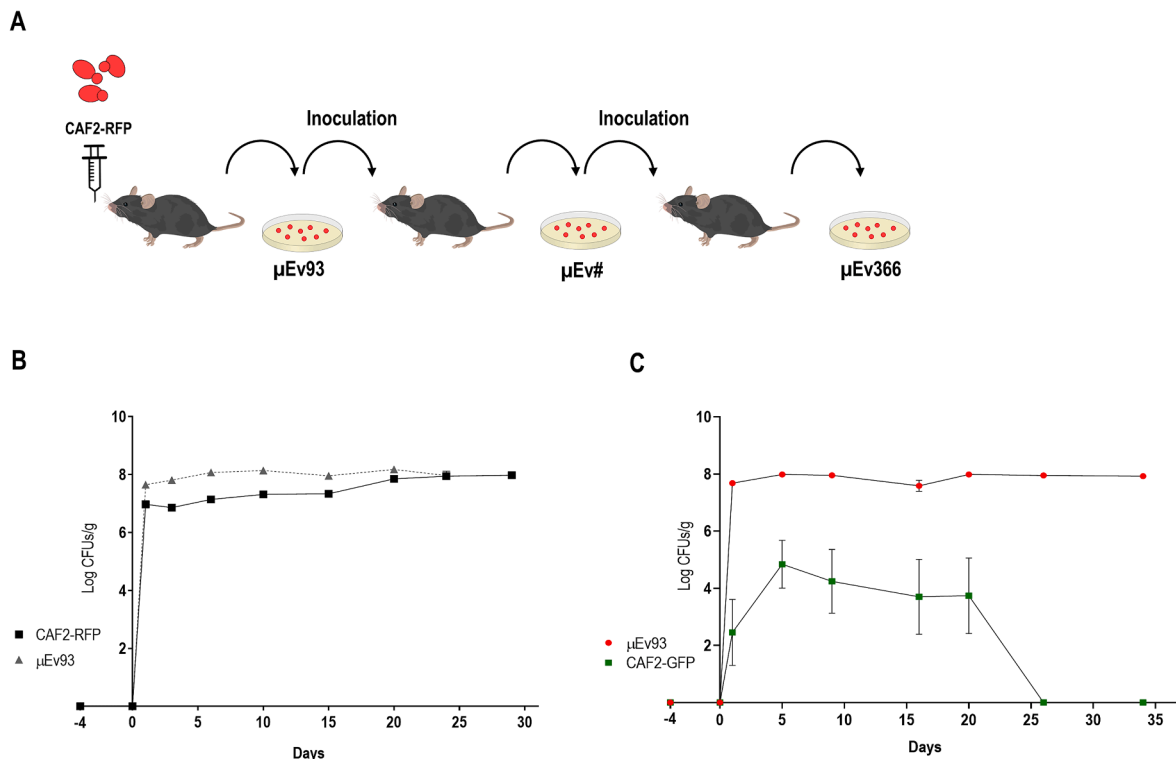 A
CAF2-RFP
Inoculation
Inoculation
µEv93
µEv#
µEv366
B
10
8
6
4
2
Log CFUs/g
CAF2-RFP
µEv93
-4
0
5
10
15
20
25
30
Days
C
10
8
6
4
2
Log CFUs/g
µEv93
CAF2-GFP
-4
0
5
10
15
20
25
30
35
Days